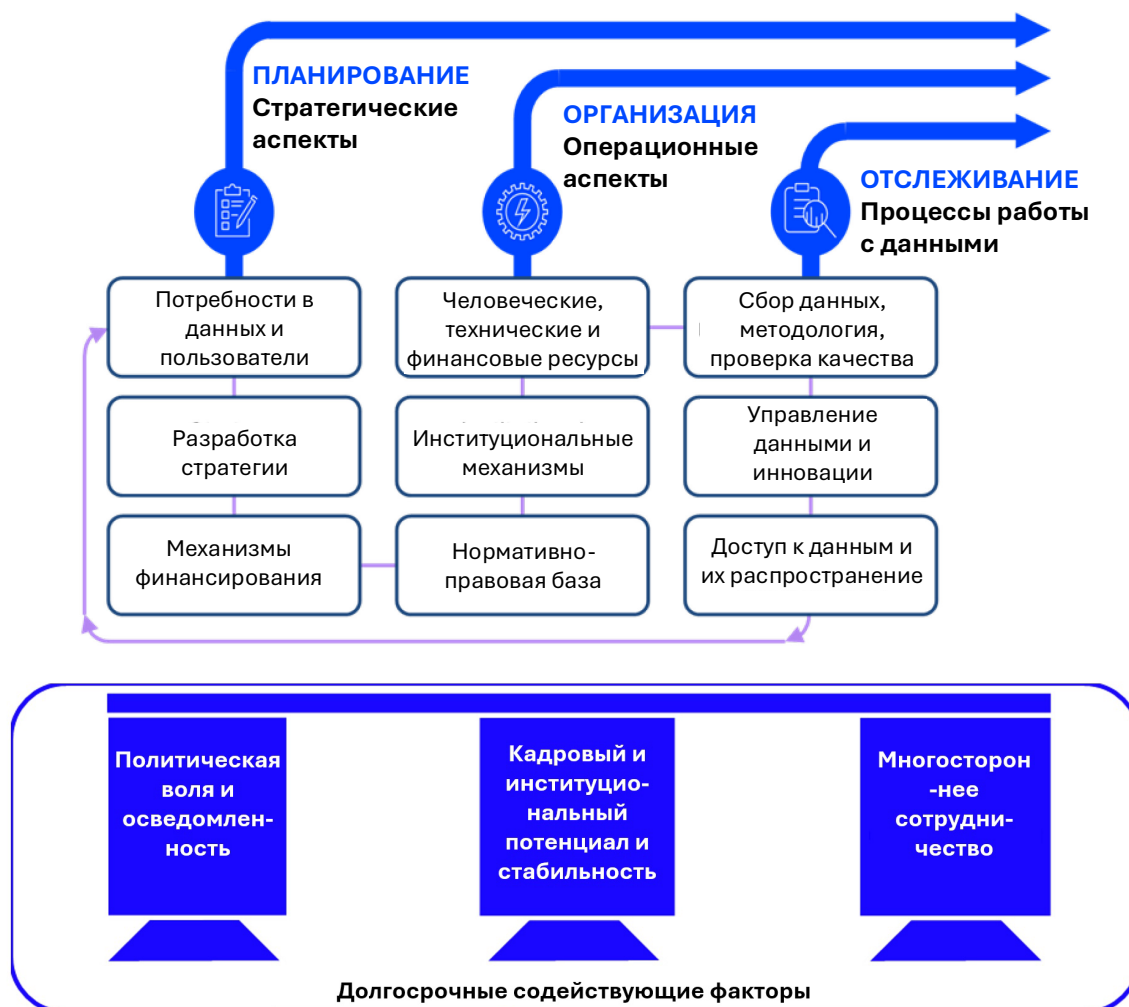 ПЛАНИРОВАНИЕ
Стратегические
аспекты
ОРГАНИЗАЦИЯ
Операционные
аспекты
ОТСЛЕЖИВАНИЕ
Процессы работы
с данными
Потребности в
данных и
пользователи
Человеческие,
технические и
финансовые ресурсы
Сбор данных,
методология,
проверка качества
Разработка
стратегии
Институциональные
механизмы
Управление
данными и
инновации
Механизмы
финансирования
Нормативно-
правовая база
Доступ к данным и
их распространение
Политическая
воля и
осведомлен-
ность
Кадровый и
институцио-
нальный
потенциал и
стабильность
Многосторон
-нее
сотрудни-
чество
Долгосрочные содействующие факторы